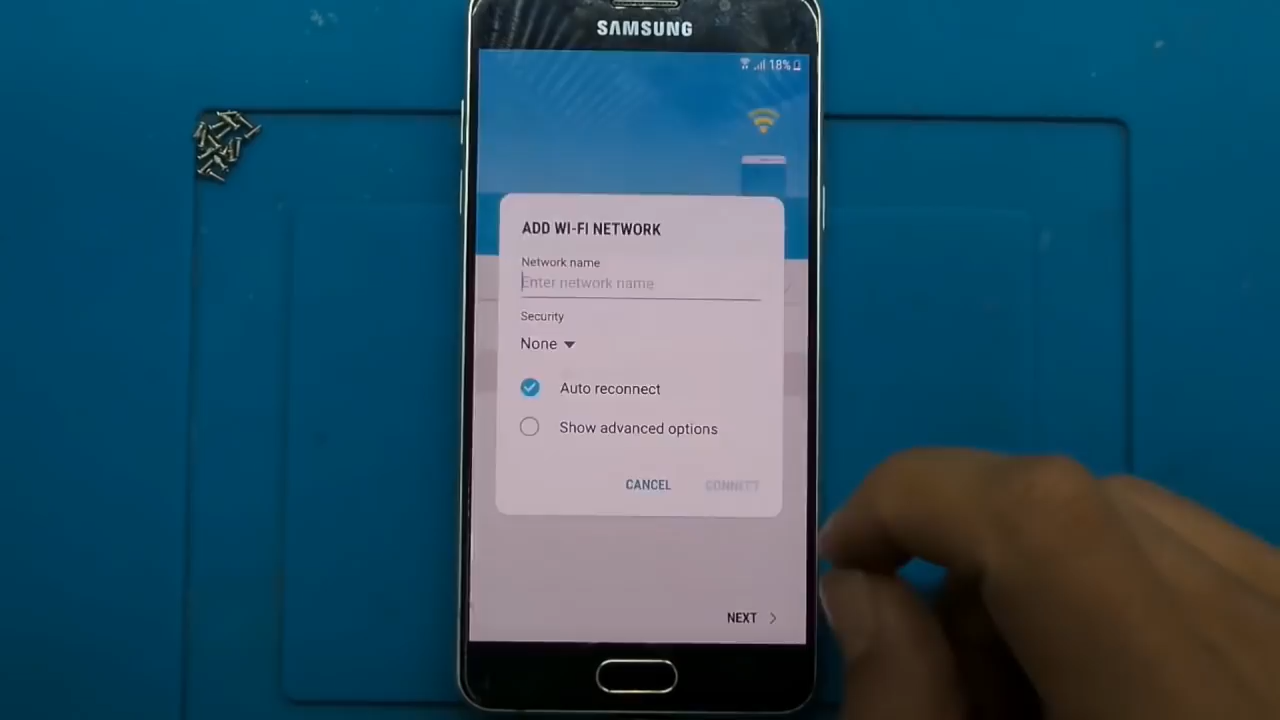 SAMSUNG
18%
ADD WI-FI NETWORK
Network name
Enter network name
Security
None
Auto reconnect
Show advanced options
CANCEL CONNECT
NEXT